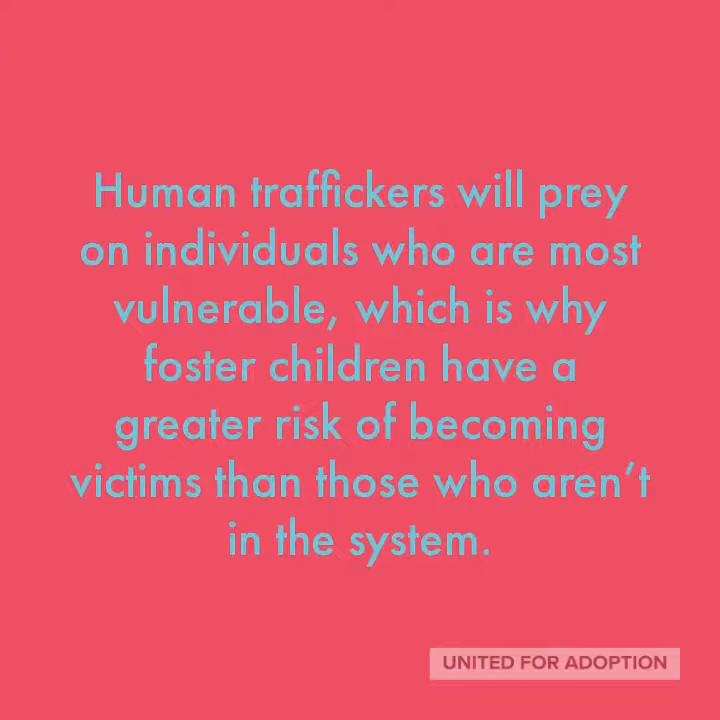 Human traffickers will prey
on individuals who are most
vulnerable, which is why
foster children have a
greater risk of becoming
victims than those who aren’t
in the system.
UNITED FOR ADOPTION